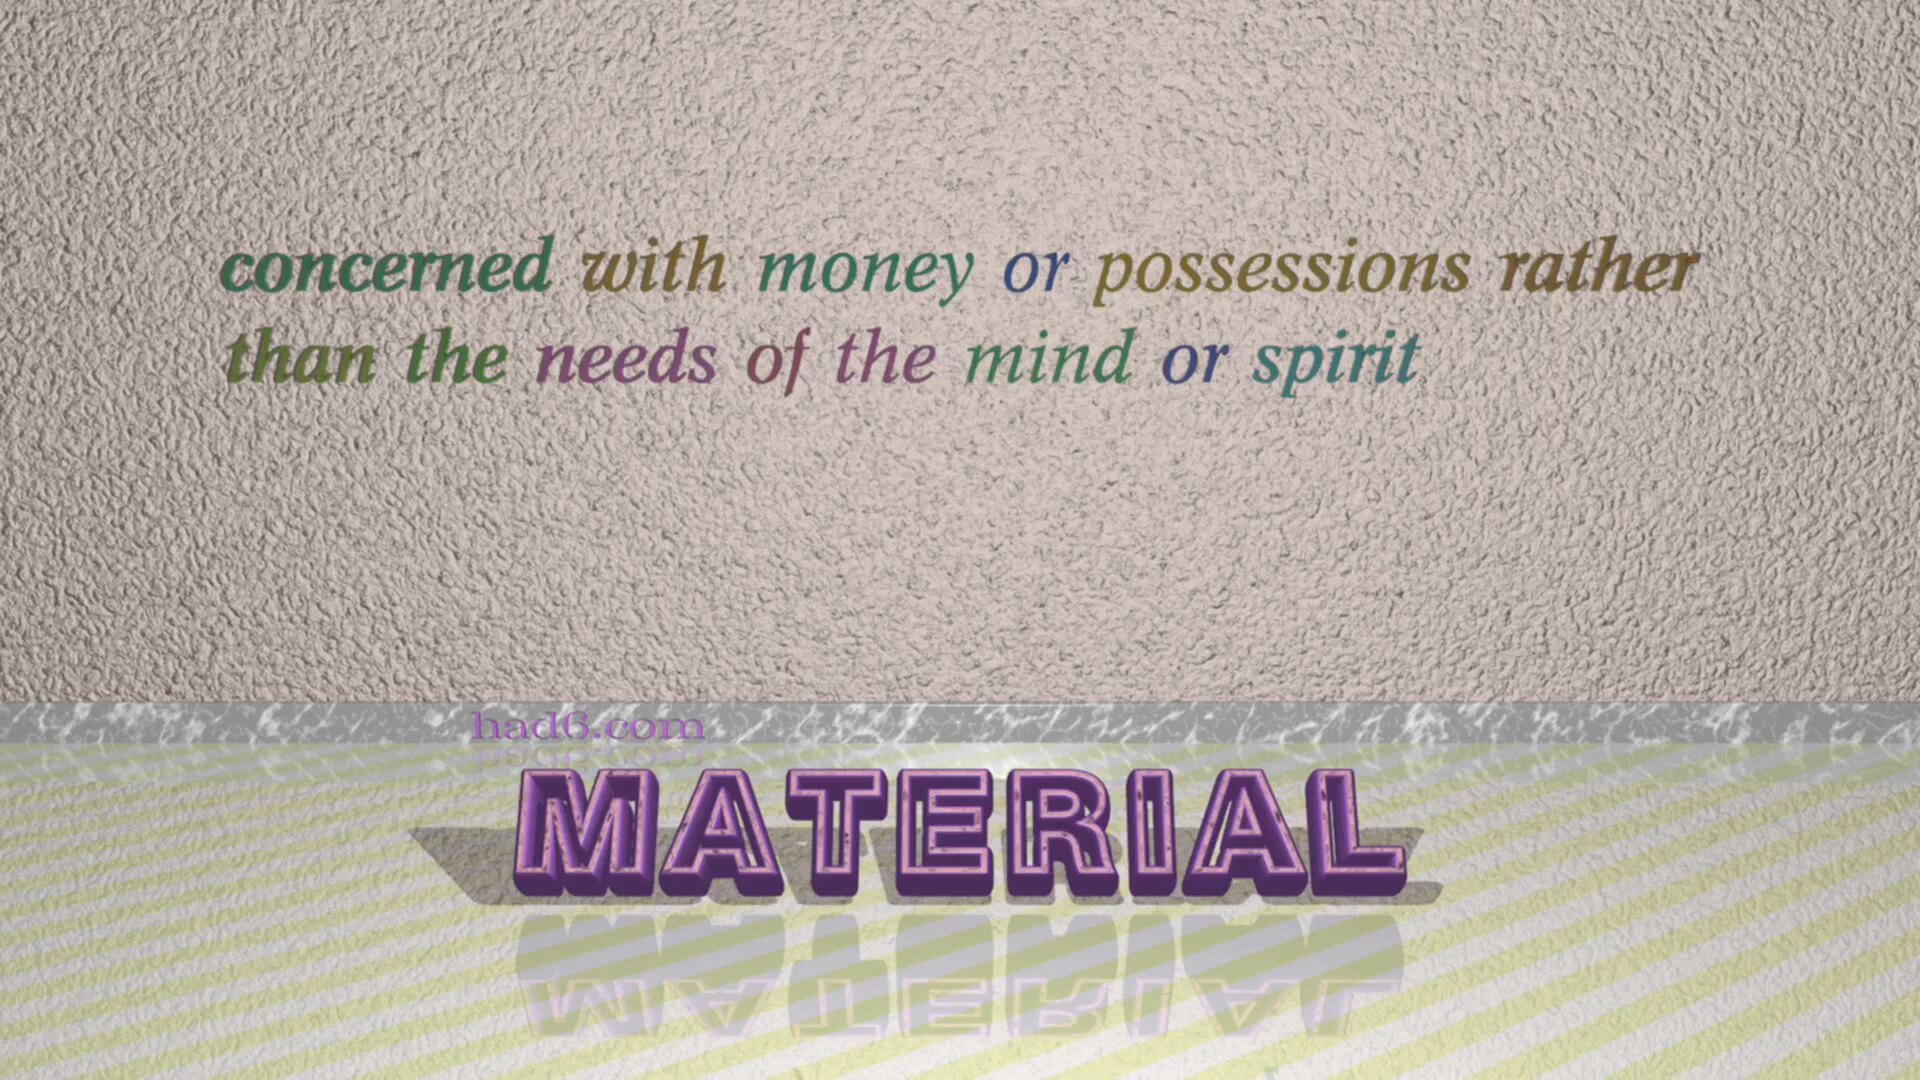 concerned with money or possessions rather
than the needs of the mind or spirit
had6.com
MATERIAL